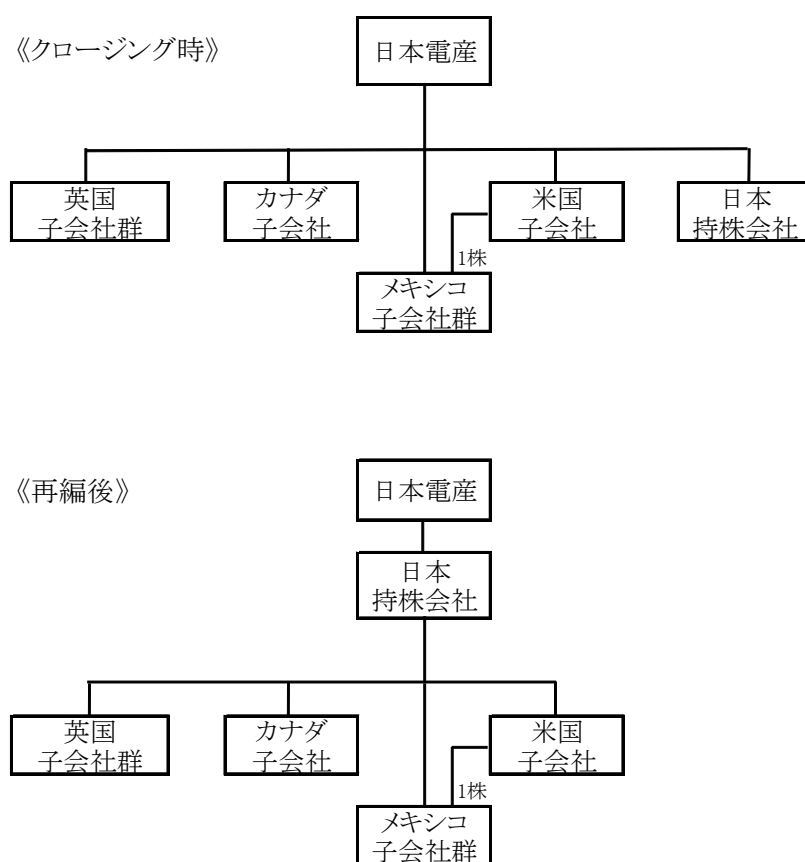 《クロージング時》
日本電産
英国
子会社群
カナダ
子会社
米国
子会社
日本
持株会社
1株
メキシコ
子会社群
《再編後》
日本電産
日本
持株会社
英国
子会社群
カナダ
子会社
米国
子会社
1株
メキシコ
子会社群